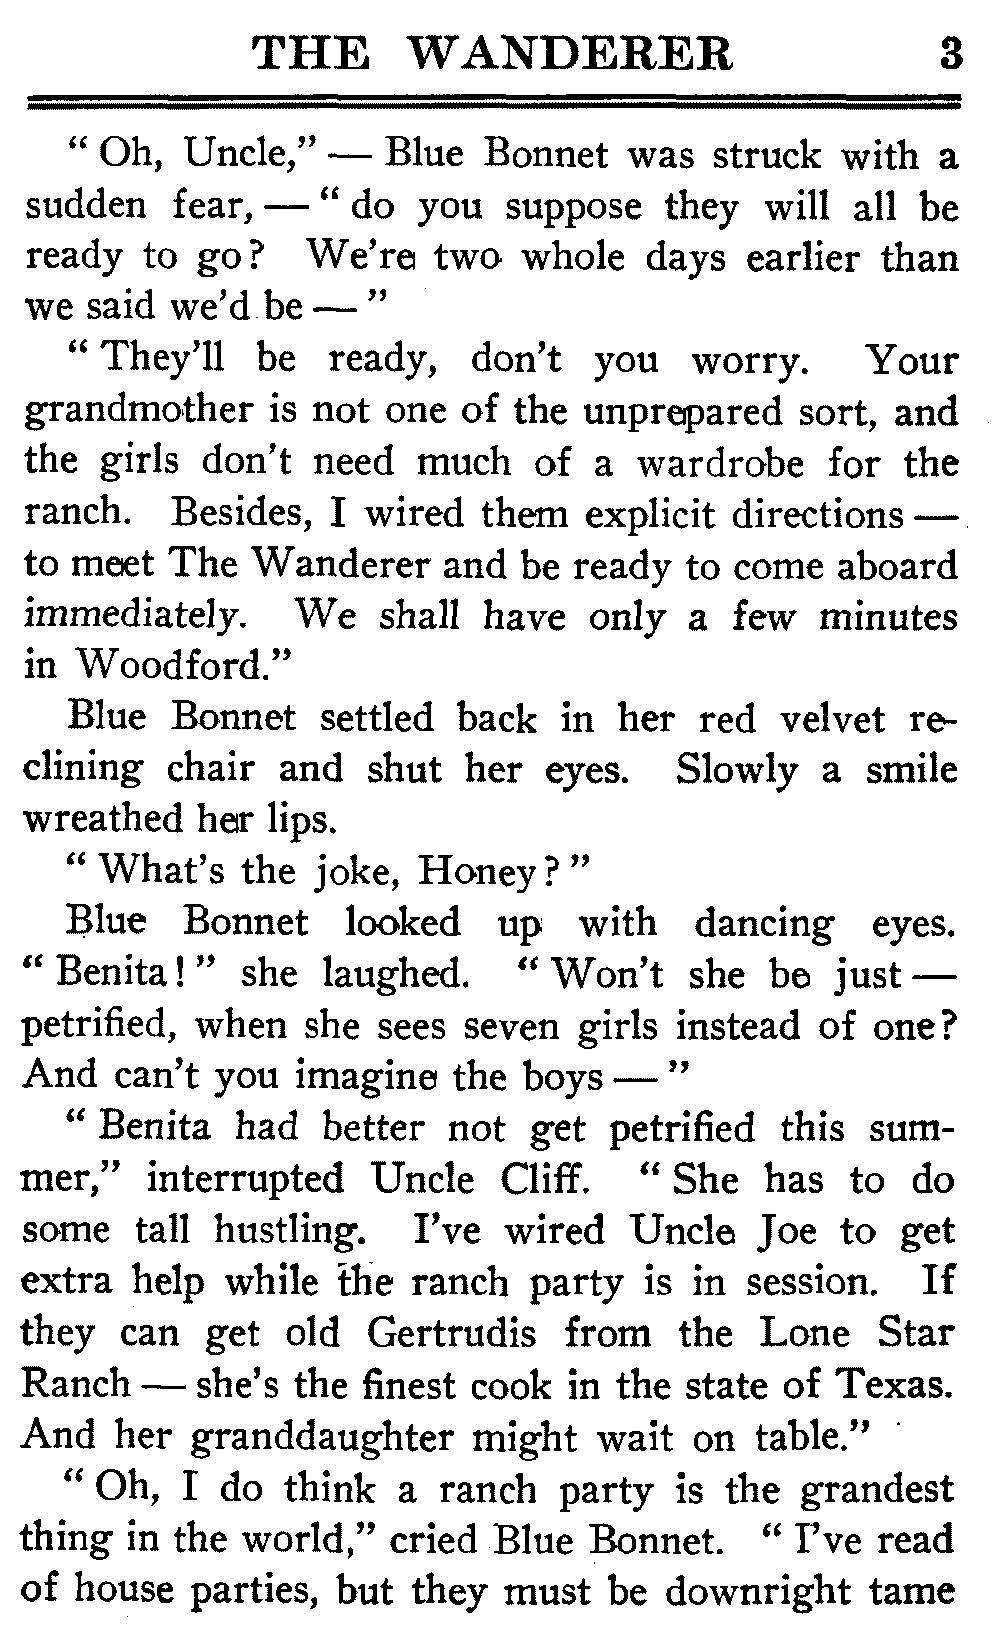 THE WANDERER 3
" Oh, Uncle," — Blue Bonnet was struck with a
sudden fear, — " do you suppose they will all be
ready to go? We're two whole days earlier than
we said we'd be — "
" They'll be ready, don't you worry. Your
grandmother is not one of the unprepared sort, and
the girls don't need much of a wardrobe for the
ranch. Besides, I wired them explicit directions —
to meet The Wanderer and be ready to come aboard
immediately. We shall have only a few minutes
in Woodford."
Blue Bonnet settled back in her red velvet re-
clining chair and shut her eyes. Slowly a smile
wreathed her lips.
" What's the joke, Honey? "
Blue Bonnet looked up with dancing eyes.
" Benita! " she laughed. " Won't she be just —
petrified, when she sees seven girls instead of one?
And can't you imagine the boys — "
" Benita had better not get petrified this sum-
mer," interrupted Uncle Cliff. " She has to do
some tall hustling. I've wired Uncle Joe to get
extra help while the ranch party is in session. If
they can get old Gertrudis from the Lone Star
Ranch — she's the finest cook in the state of Texas.
And her granddaughter might wait on table."
" Oh, I do think a ranch party is the grandest
thing in the world," cried Blue Bonnet. " I've read
of house parties, but they must be downright tame